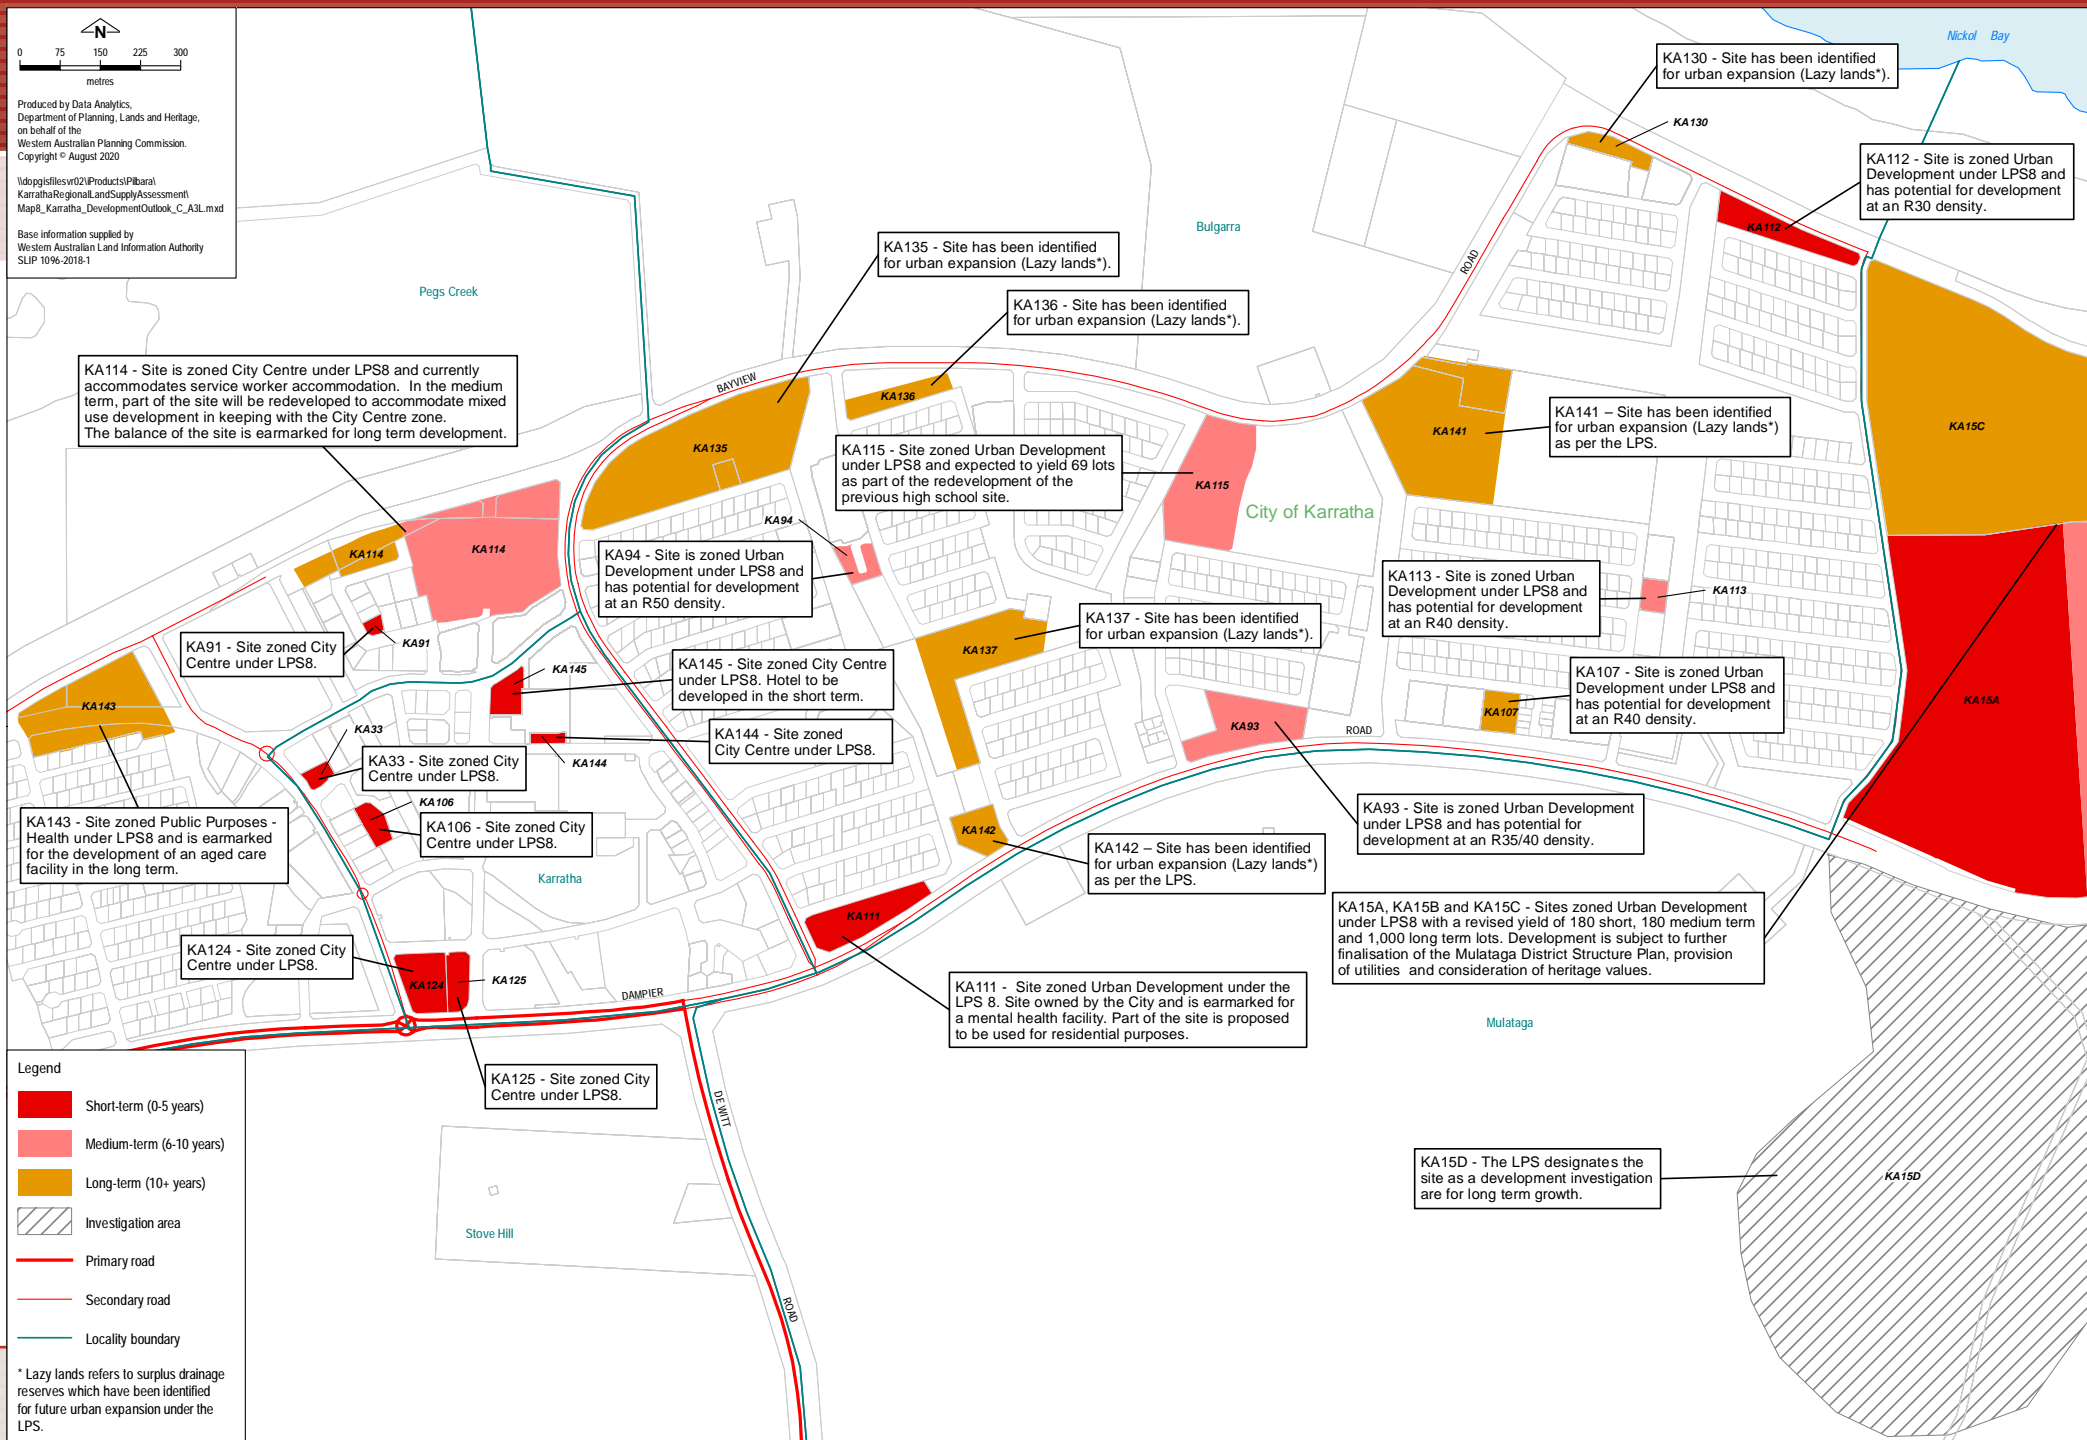 N
0 75 150 225 300
metres
Produced by Data Analytics,
Department of Planning, Lands and Heritage,
on behalf of the
Western Australian Planning Commission.
Copyright © August 2020
\\dopgisfilesvr02\iProducts\Pilbara\
KarrathaRegionalLandSupplyAssessment\
Map8_Karratha_DevelopmentOutlook_C_A3L.mxd
Base information supplied by
Western Australian Land Information Authority
SLIP 1096-2018-1
Nickol Bay
KA130 - Site has been identified
for urban expansion (Lazy lands*).
KA130
KA112 - Site is zoned Urban
Development under LPS8 and
has potential for development
at an R30 density.
KA112
Bulgarra
ROAD
KA135 - Site has been identified
for urban expansion (Lazy lands*).
Pegs Creek
KA136 - Site has been identified
for urban expansion (Lazy lands*).
KA114 - Site is zoned City Centre under LPS8 and currently
accommodates service worker accommodation. In the medium
term, part of the site will be redeveloped to accommodate mixed
use development in keeping with the City Centre zone.
The balance of the site is earmarked for long term development.
BAYVIEW
KA136
KA135
KA141
KA141 – Site has been identified
for urban expansion (Lazy lands*)
as per the LPS.
KA15C
KA115 - Site zoned Urban Development
under LPS8 and expected to yield 69 lots
as part of the redevelopment of the
previous high school site.
KA115
City of Karratha
KA94
KA114
KA114
KA94 - Site is zoned Urban
Development under LPS8 and
has potential for development
at an R50 density.
KA113 - Site is zoned Urban
Development under LPS8 and
has potential for development
at an R40 density.
KA113
KA137 - Site has been identified
for urban expansion (Lazy lands*).
KA137
KA91 - Site zoned City
Centre under LPS8.
KA91
KA145
KA145 - Site zoned City Centre
under LPS8. Hotel to be
developed in the short term.
KA107 - Site is zoned Urban
Development under LPS8 and
has potential for development
at an R40 density.
KA107
KA15A
KA143
KA33
KA144 - Site zoned
City Centre under LPS8.
KA144
KA93
ROAD
KA33 - Site zoned City
Centre under LPS8.
KA106
KA106 - Site zoned City
Centre under LPS8.
KA143 - Site zoned Public Purposes -
Health under LPS8 and is earmarked
for the development of an aged care
facility in the long term.
KA142
KA93 - Site is zoned Urban Development
under LPS8 and has potential for
development at an R35/40 density.
KA142 – Site has been identified
for urban expansion (Lazy lands*)
as per the LPS.
Karratha
KA111
KA15A, KA15B and KA15C - Sites zoned Urban Development
under LPS8 with a revised yield of 180 short, 180 medium term
and 1,000 long term lots. Development is subject to further
finalisation of the Mulataga District Structure Plan, provision
of utilities and consideration of heritage values.
KA124 - Site zoned City
Centre under LPS8.
KA124
KA125
DAMPIER
KA111 - Site zoned Urban Development under the
LPS 8. Site owned by the City and is earmarked for
a mental health facility. Part of the site is proposed
to be used for residential purposes.
Mulataga
KA125 - Site zoned City
Centre under LPS8.
DE WITT
ROAD
KA15D - The LPS designates the
site as a development investigation
are for long term growth.
KA15D
Stove Hill
Legend
Short-term (0-5 years)
Medium-term (6-10 years)
Long-term (10+ years)
Investigation area
Primary road
Secondary road
Locality boundary
* Lazy lands refers to surplus drainage
reserves which have been identified
for future urban expansion under the
LPS.